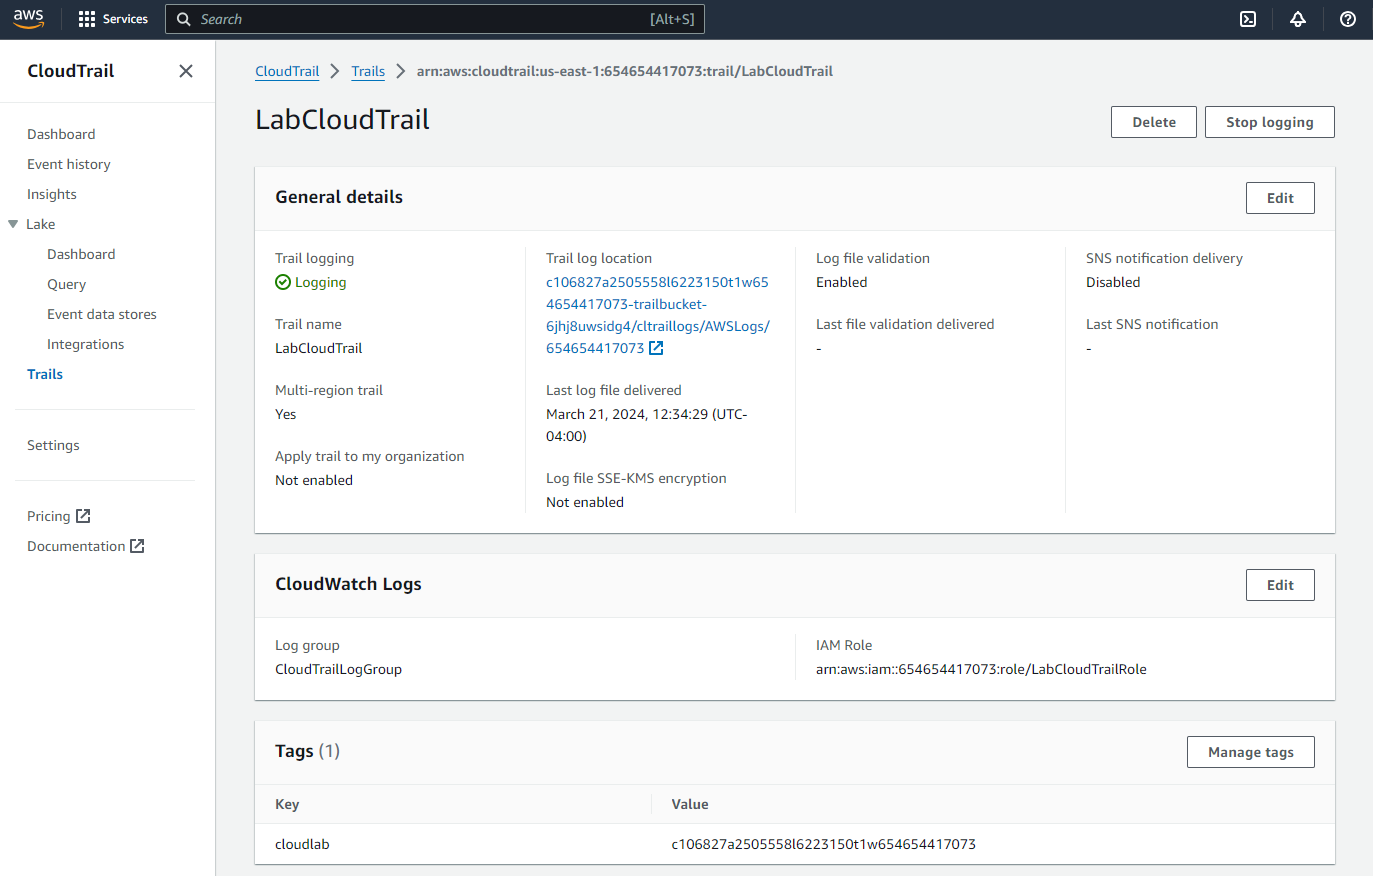 aws
Services
Search
[Alt+S]
CloudTrail
Dashboard
Event history
Insights
Lake
Dashboard
Query
Event data stores
Integrations
Trails
Settings
Pricing
Documentation
CloudTrail
Trails
arn:aws:cloudtrail:us-east-1:654654417073:trail/LabCloudTrail
LabCloudTrail
Delete
Stop logging
General details
Edit
Trail logging
Logging
Trail name
LabCloudTrail
Multi-region trail
Yes
Apply trail to my organization
Not enabled
Trail log location
c106827a2505558l6223150t1w65
4654417073-trailbucket-
6jhj8uwsidg4/cltraillogs/AWSLogs/
654654417073
Last log file delivered
March 21, 2024, 12:34:29 (UTC-
04:00)
Log file SSE-KMS encryption
Not enabled
Log file validation
Enabled
Last file validation delivered
-
SNS notification delivery
Disabled
Last SNS notification
-
CloudWatch Logs
Edit
Log group
CloudTrailLogGroup
IAM Role
arn:aws:iam::654654417073:role/LabCloudTrailRole
Tags (1)
Manage tags
Key
Value
cloudlab
c106827a2505558l6223150t1w654654417073